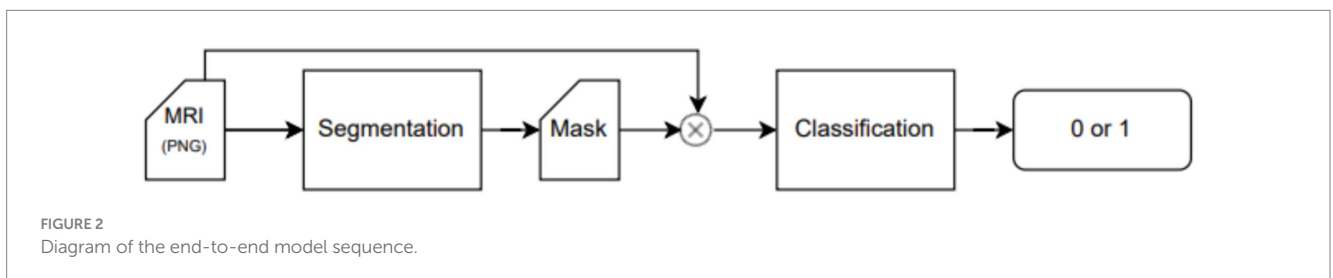 MRI
(PNG)
Segmentation
Mask
Classification
0 or 1
FIGURE 2
Diagram of the end-to-end model sequence.